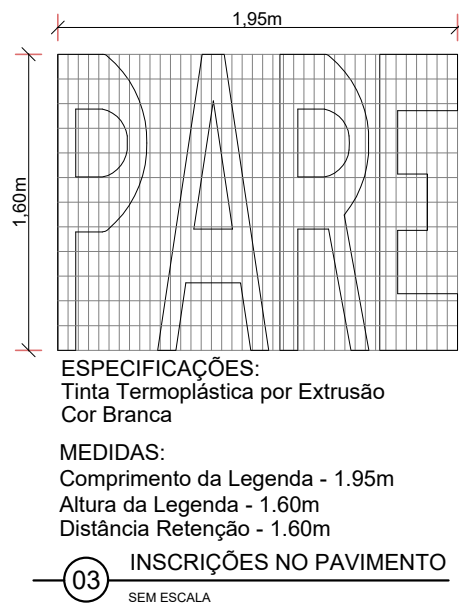 1,95m
1,60m
PARE
ESPECIFICAÇÕES:
Tinta Termoplástica por Extrusão
Cor Branca
MEDIDAS:
Comprimento da Legenda - 1.95m
Altura da Legenda - 1.60m
Distância Retenção - 1.60m
03
INSCRIÇÕES NO PAVIMENTO
SEM ESCALA